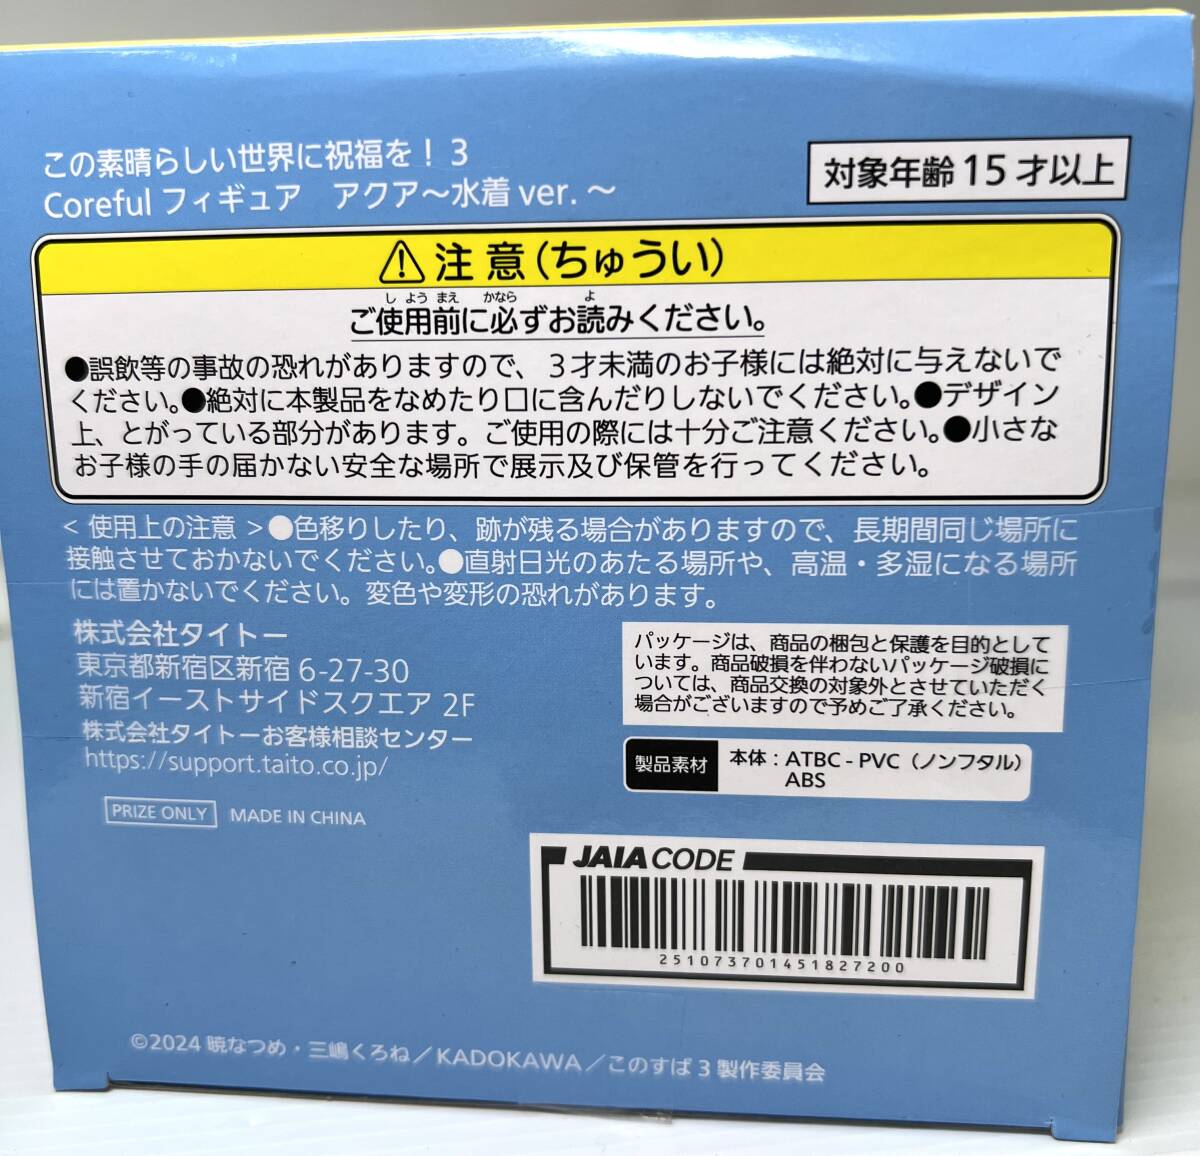 この素晴らしい世界に祝福を！3
Corefulフィギュア　アクア～水着ver.～
対象年齢15才以上
⚠注意（ちゅうい）
しようまえ かなら よ
ご使用前に必ずお読みください。
●誤飲等の事故の恐れがありますので、3才未満のお子様には絶対に与えないで
ください。●絶対に本製品をなめたり口に含んだりしないでください。●デザイン
上、とがっている部分があります。ご使用の際には十分ご注意ください。●小さな
お子様の手の届かない安全な場所で展示及び保管を行ってください。
< 使用上の注意 >●色移りしたり、跡が残る場合がありますので、長期間同じ場所に
接触させておかないでください。●直射日光のあたる場所や、高温・多湿になる場所
には置かないでください。変色や変形の恐れがあります。
株式会社タイトー
東京都新宿区新宿6-27-30
新宿イーストサイドスクエア 2F
株式会社タイトーお客様相談センター
https://support.taito.co.jp/
PRIZE ONLY MADE IN CHINA
パッケージは、商品の梱包と保護を目的として
います。商品破損を伴わないパッケージ破損に
ついては、商品交換の対象外とさせていただく
場合がございますので予めご了承ください。
製品素材 本体：ATBC-PVC（ノンフタル）
ABS
JAIA CODE
251073701451827200
©2024 暁なつめ・三嶋くろね／KADOKAWA／このすば3製作委員会